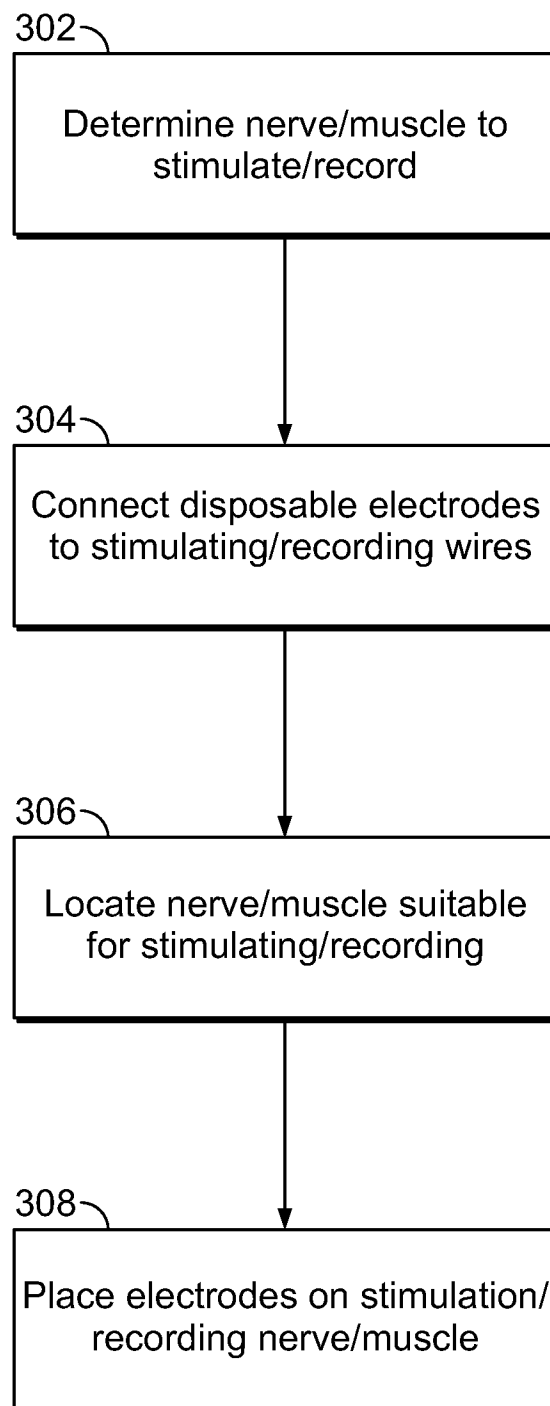 302
Determine nerve/muscle to
stimulate/record
304
Connect disposable electrodes
to stimulating/recording wires
306
Locate nerve/muscle suitable
for stimulating/recording
308
Place electrodes on stimulation/
recording nerve/muscle